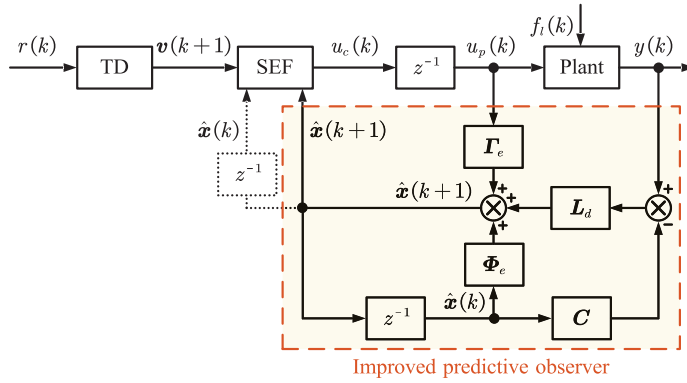 r(k)
TD
v(k+1)
SEF
u_c(k)
z⁻¹
u_p(k)
f_l(k)
Plant
y(k)
x̂(k)
z⁻¹
x̂(k+1)
Γ_e
x̂(k+1)
+
+
+
L_d
+
−
Φ_e
z⁻¹
x̂(k)
C
Improved predictive observer